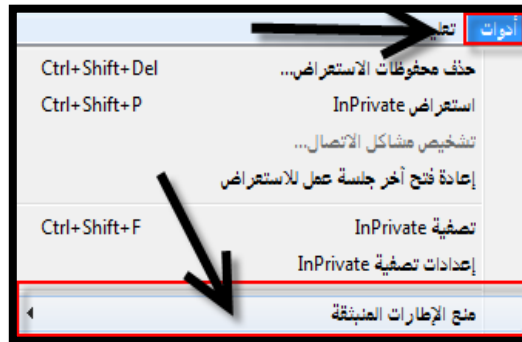 أدوات
حذف محفوظات الاستعراض... Ctrl+Shift+Del
استعراض InPrivate Ctrl+Shift+P
تشخيص مشاكل الاتصال...
إعادة فتح آخر جلسة عمل للاستعراض
تصفية InPrivate Ctrl+Shift+F
إعدادات تصفية InPrivate
منع الإطارات المنبثقة